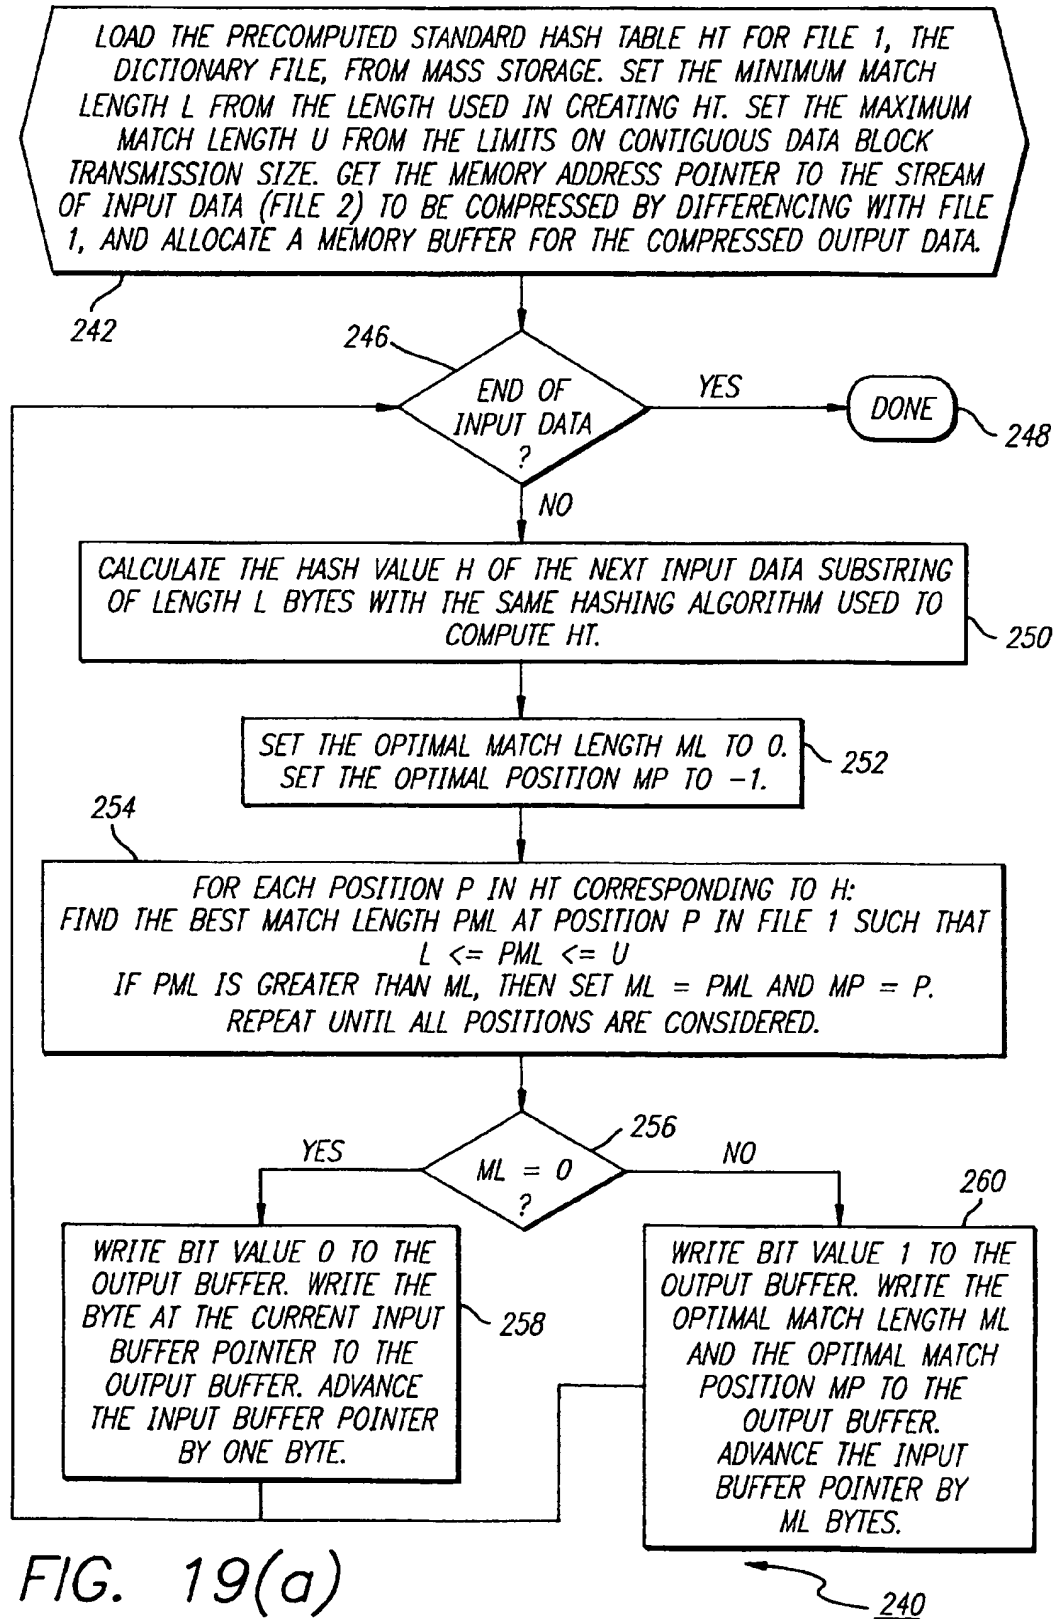 LOAD THE PRECOMPUTED STANDARD HASH TABLE HT FOR FILE 1, THE
DICTIONARY FILE, FROM MASS STORAGE. SET THE MINIMUM MATCH
LENGTH L FROM THE LENGTH USED IN CREATING HT. SET THE MAXIMUM
MATCH LENGTH U FROM THE LIMITS ON CONTIGUOUS DATA BLOCK
TRANSMISSION SIZE. GET THE MEMORY ADDRESS POINTER TO THE STREAM
OF INPUT DATA (FILE 2) TO BE COMPRESSED BY DIFFERENCING WITH FILE
1, AND ALLOCATE A MEMORY BUFFER FOR THE COMPRESSED OUTPUT DATA.
242
246
END OF
INPUT DATA
?
YES
DONE
248
NO
CALCULATE THE HASH VALUE H OF THE NEXT INPUT DATA SUBSTRING
OF LENGTH L BYTES WITH THE SAME HASHING ALGORITHM USED TO
COMPUTE HT.
250
SET THE OPTIMAL MATCH LENGTH ML TO 0.
SET THE OPTIMAL POSITION MP TO -1.
252
254
FOR EACH POSITION P IN HT CORRESPONDING TO H:
FIND THE BEST MATCH LENGTH PML AT POSITION P IN FILE 1 SUCH THAT
L <= PML <= U
IF PML IS GREATER THAN ML, THEN SET ML = PML AND MP = P.
REPEAT UNTIL ALL POSITIONS ARE CONSIDERED.
256
YES
ML = 0
?
NO
WRITE BIT VALUE 0 TO THE
OUTPUT BUFFER. WRITE THE
BYTE AT THE CURRENT INPUT
BUFFER POINTER TO THE
OUTPUT BUFFER. ADVANCE
THE INPUT BUFFER POINTER
BY ONE BYTE.
258
260
WRITE BIT VALUE 1 TO THE
OUTPUT BUFFER. WRITE THE
OPTIMAL MATCH LENGTH ML
AND THE OPTIMAL MATCH
POSITION MP TO THE
OUTPUT BUFFER.
ADVANCE THE INPUT
BUFFER POINTER BY
ML BYTES.
FIG. 19(a)
240